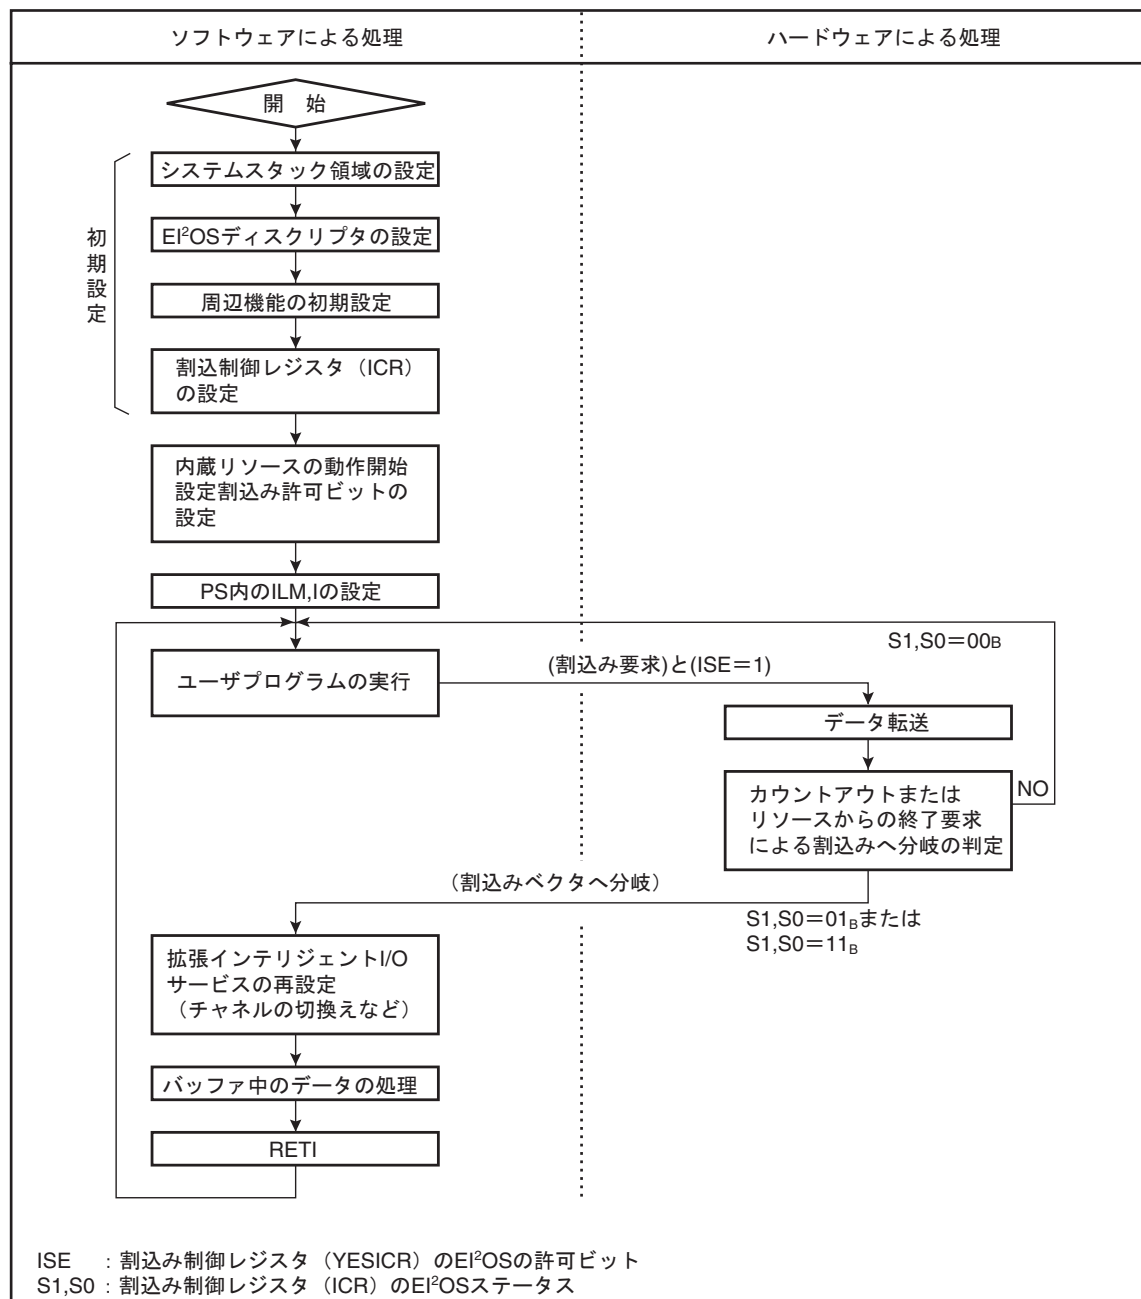 ソフトウェアによる処理
ハードウェアによる処理
開　始
システムスタック領域の設定
EI²OSディスクリプタの設定
初期設定
周辺機能の初期設定
割込制御レジスタ（ICR）
の設定
内蔵リソースの動作開始
設定割込み許可ビットの
設定
PS内のILM,Iの設定
S1,S0＝00B
(割込み要求)と(ISE＝1)
ユーザプログラムの実行
データ転送
カウントアウトまたは
リソースからの終了要求
による割込みへ分岐の判定
NO
（割込みベクタへ分岐）
S1,S0＝01Bまたは
S1,S0＝11B
拡張インテリジェントI/O
サービスの再設定
（チャネルの切換えなど）
バッファ中のデータの処理
RETI
ISE　：割込み制御レジスタ（YESICR）のEI²OSの許可ビット
S1,S0：割込み制御レジスタ（ICR）のEI²OSステータス